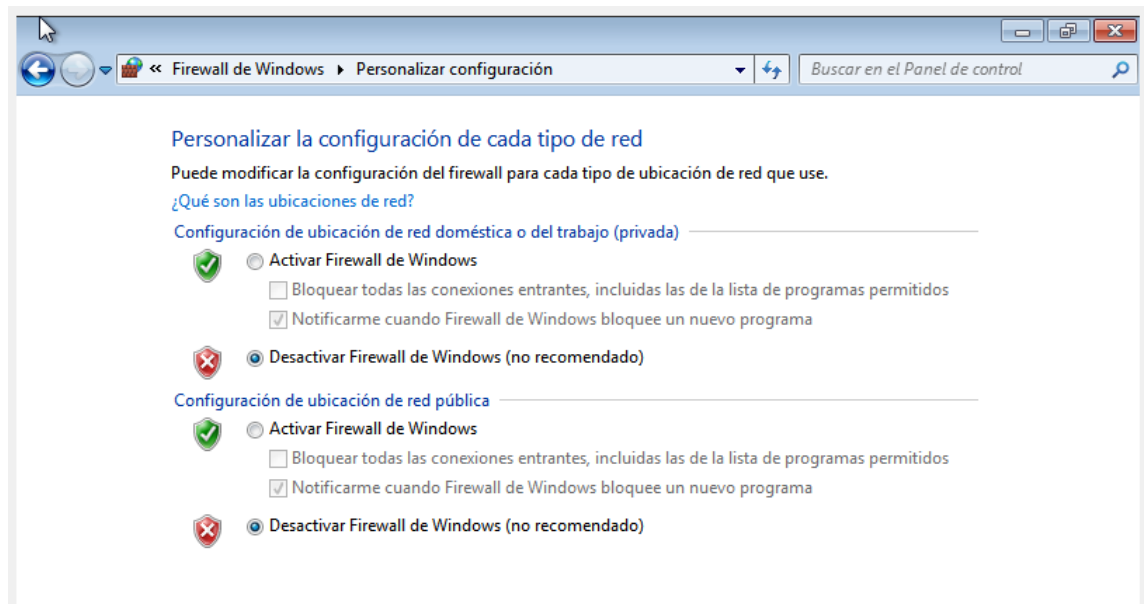 « Firewall de Windows ▸ Personalizar configuración
Buscar en el Panel de control
Personalizar la configuración de cada tipo de red
Puede modificar la configuración del firewall para cada tipo de ubicación de red que use.
¿Qué son las ubicaciones de red?
Configuración de ubicación de red doméstica o del trabajo (privada)
Activar Firewall de Windows
Bloquear todas las conexiones entrantes, incluidas las de la lista de programas permitidos
Notificarme cuando Firewall de Windows bloquee un nuevo programa
Desactivar Firewall de Windows (no recomendado)
Configuración de ubicación de red pública
Activar Firewall de Windows
Bloquear todas las conexiones entrantes, incluidas las de la lista de programas permitidos
Notificarme cuando Firewall de Windows bloquee un nuevo programa
Desactivar Firewall de Windows (no recomendado)